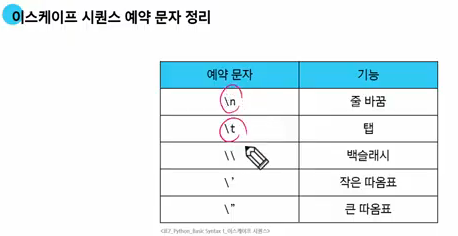 이스케이프 시퀀스 예약 문자 정리
예약 문자 기능
\n 줄 바꿈
\t 탭
\\ 백슬래시
\' 작은 따옴표
\" 큰 따옴표